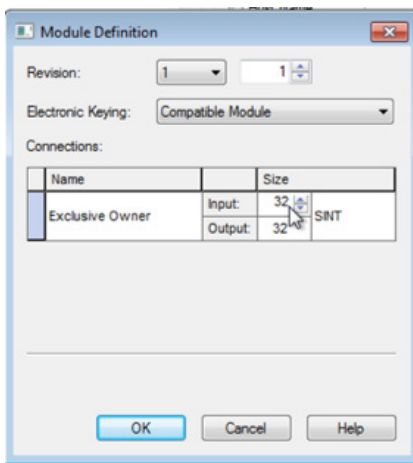 Module Definition
Revision: 1 1
Electronic Keying: Compatible Module
Connections:
Name Size
Exclusive Owner Input: 32 SINT
Output: 32
OK Cancel Help